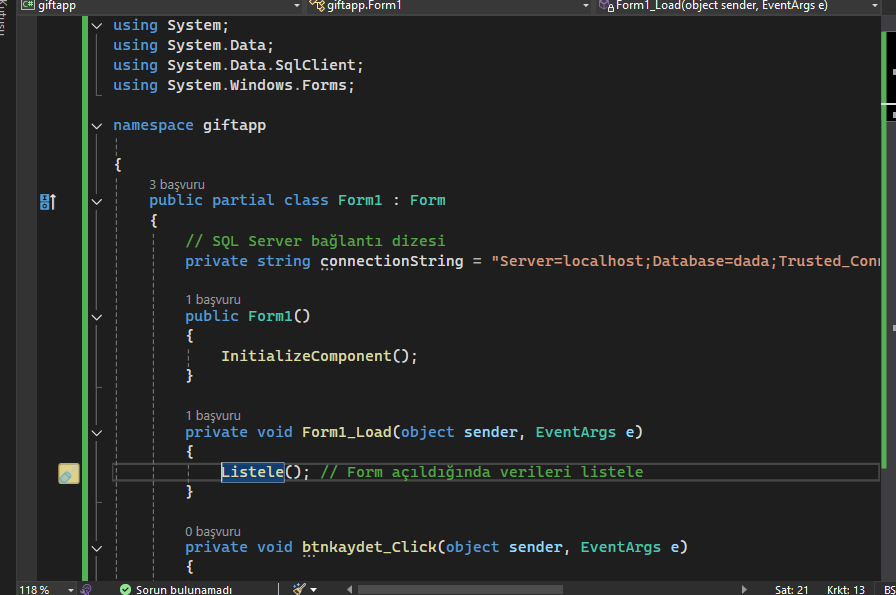 giftapp
giftapp.Form1
Form1_Load(object sender, EventArgs e)
using System;
using System.Data;
using System.Data.SqlClient;
using System.Windows.Forms;
namespace giftapp
{
3 başvuru
public partial class Form1 : Form
{
// SQL Server bağlantı dizesi
private string connectionString = "Server=localhost;Database=dada;Trusted_Con
1 başvuru
public Form1()
{
InitializeComponent();
}
1 başvuru
private void Form1_Load(object sender, EventArgs e)
{
Listele(); // Form açıldığında verileri listele
}
0 başvuru
private void btnkaydet_Click(object sender, EventArgs e)
{
118 %
Sorun bulunamadı
Sat: 21
Krkt: 13